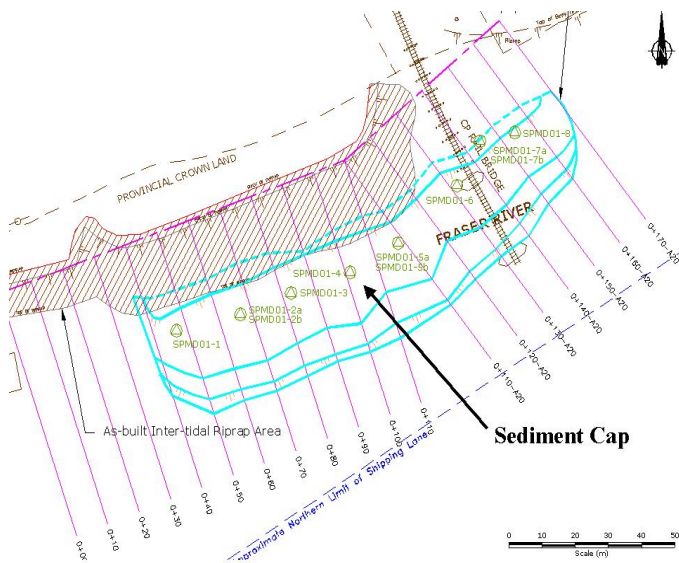 Riprap
PROVINCIAL CROWN LAND
CP RAIL BRIDGE
FRASER RIVER
SPMD01-8
SPMD01-7a
SPMD01-7b
SPMD01-6
SPMD01-5a
SPMD01-5b
SPMD01-4
SPMD01-3
SPMD01-2a
SPMD01-2b
SPMD01-1
As-built Inter-tidal Riprap Area
Sediment Cap
Approximate Northern Limit of Shipping Lane
0+00
0+10
0+20
0+30
0+40
0+50
0+60
0+70
0+80
0+90
0+100
0+110
0+110-A20
0+120-A20
0+130-A20
0+140-A20
0+150-A20
0+160-A20
0+170-A20
0 10 20 30 40 50
Scale (m)